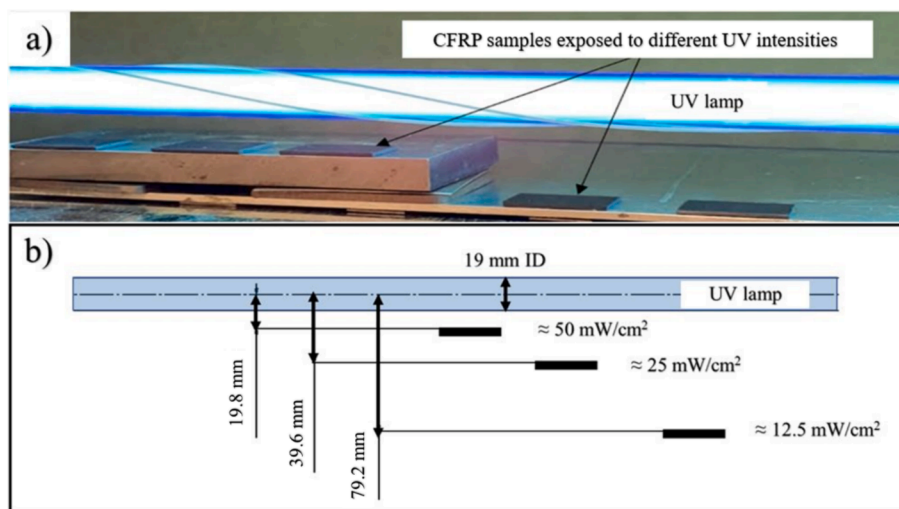 a)
CFRP samples exposed to different UV intensities
UV lamp
b)
19 mm ID
UV lamp
≈ 50 mW/cm²
≈ 25 mW/cm²
≈ 12.5 mW/cm²
19.8 mm
39.6 mm
79.2 mm